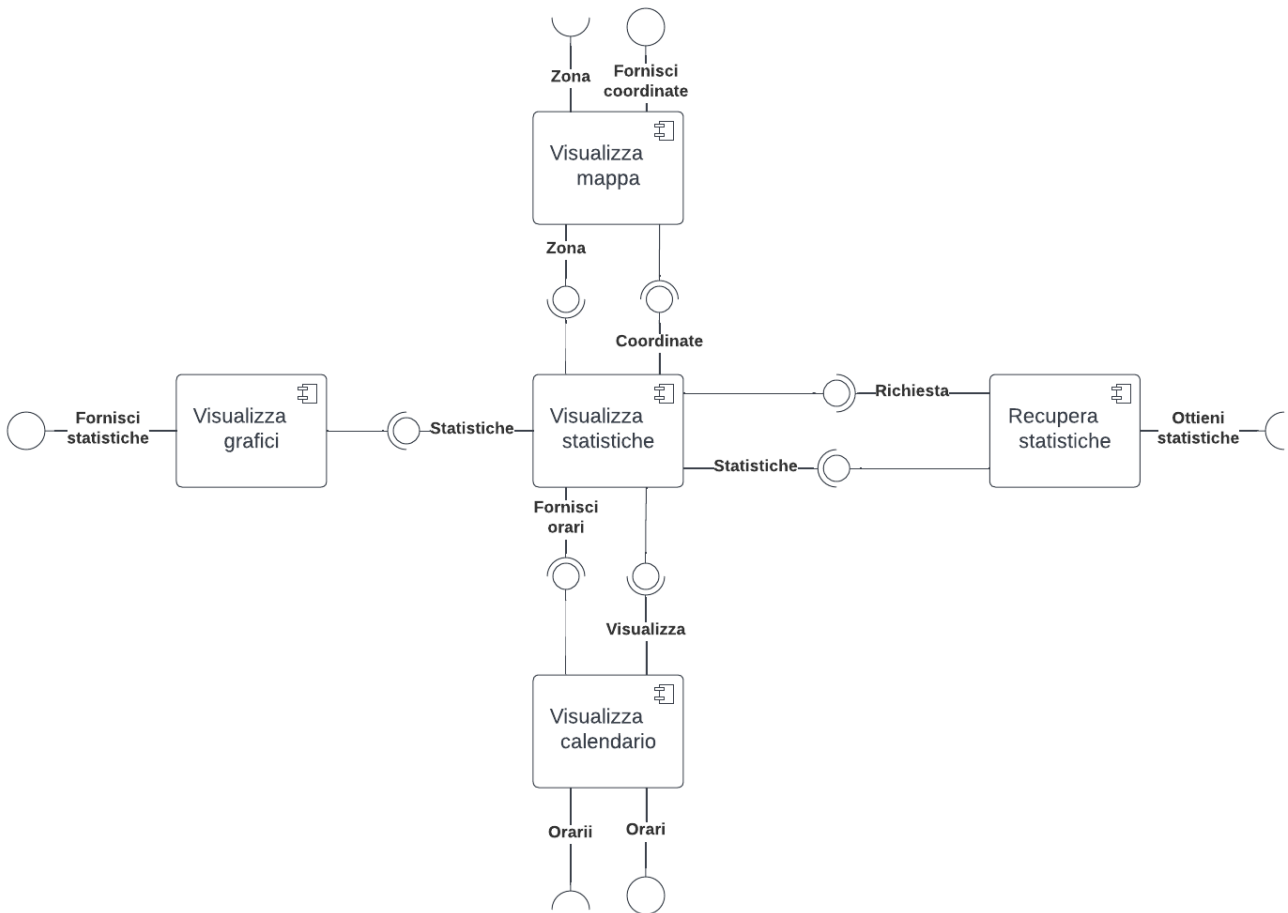 Zona
Fornisci
coordinate
Visualizza
mappa
Zona
Coordinate
Fornisci
statistiche
Visualizza
grafici
Statistiche
Visualizza
statistiche
Richiesta
Statistiche
Recupera
statistiche
Ottieni
statistiche
Fornisci
orari
Visualizza
Visualizza
calendario
Orarii
Orari